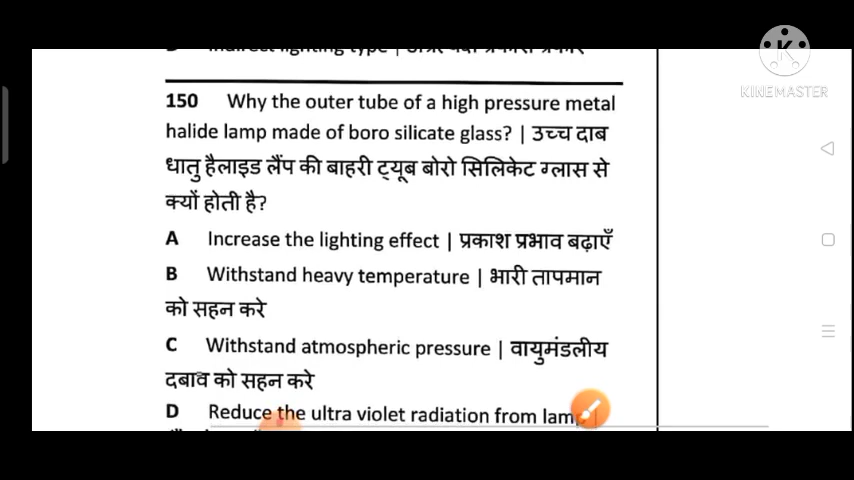 KINEMASTER
150 Why the outer tube of a high pressure metal
halide lamp made of boro silicate glass? | उच्च दाब
धातु हैलाइड लैंप की बाहरी ट्यूब बोरो सिलिकेट ग्लास से
क्यों होती है?
A Increase the lighting effect | प्रकाश प्रभाव बढ़ाएँ
B Withstand heavy temperature | भारी तापमान
को सहन करे
C Withstand atmospheric pressure | वायुमंडलीय
दबाव को सहन करे
D Reduce the ultra violet radiation from lamp |